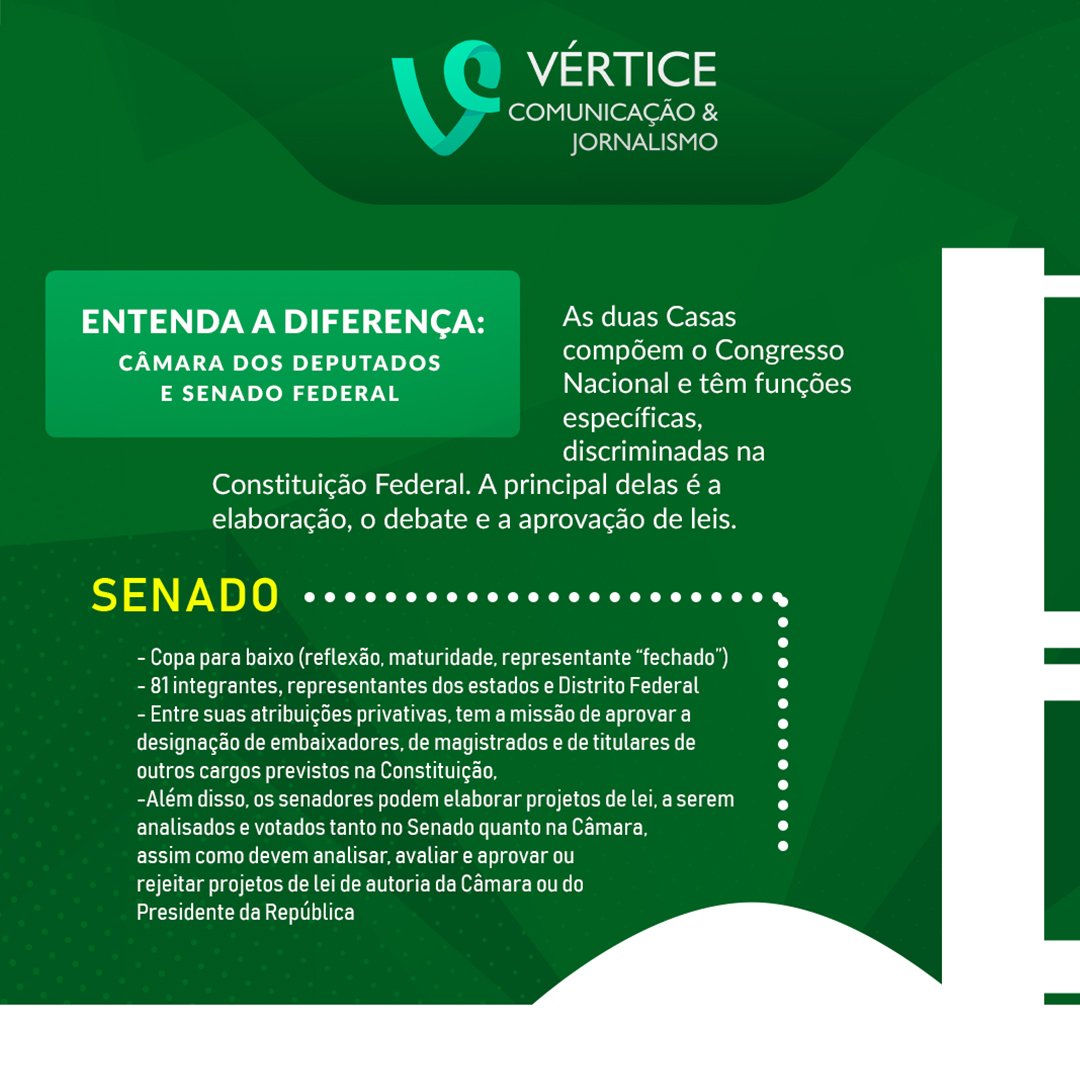 VÉRTICE
COMUNICAÇÃO &
JORNALISMO
ENTENDA A DIFERENÇA:
CÂMARA DOS DEPUTADOS
E SENADO FEDERAL
As duas Casas
compõem o Congresso
Nacional e têm funções
específicas,
discriminadas na
Constituição Federal. A principal delas é a
elaboração, o debate e a aprovação de leis.
SENADO
- Copa para baixo (reflexão, maturidade, representante “fechado”)
- 81 integrantes, representantes dos estados e Distrito Federal
- Entre suas atribuições privativas, tem a missão de aprovar a
designação de embaixadores, de magistrados e de titulares de
outros cargos previstos na Constituição,
-Além disso, os senadores podem elaborar projetos de lei, a serem
analisados e votados tanto no Senado quanto na Câmara,
assim como devem analisar, avaliar e aprovar ou
rejeitar projetos de lei de autoria da Câmara ou do
Presidente da República